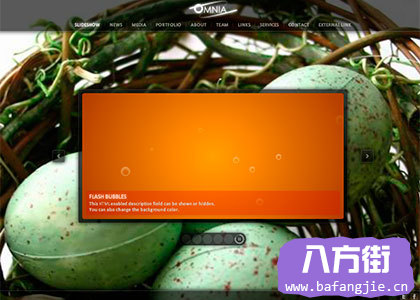 OMNIA
SLIDESHOW NEWS MEDIA PORTFOLIO ABOUT TEAM LINKS SERVICES CONTACT EXTERNAL LINK
FLASH BUBBLES
This HTML enabled descriptive field can be shown or hidden.
You can also change the background color.
八方街
www.bafangjie.cn